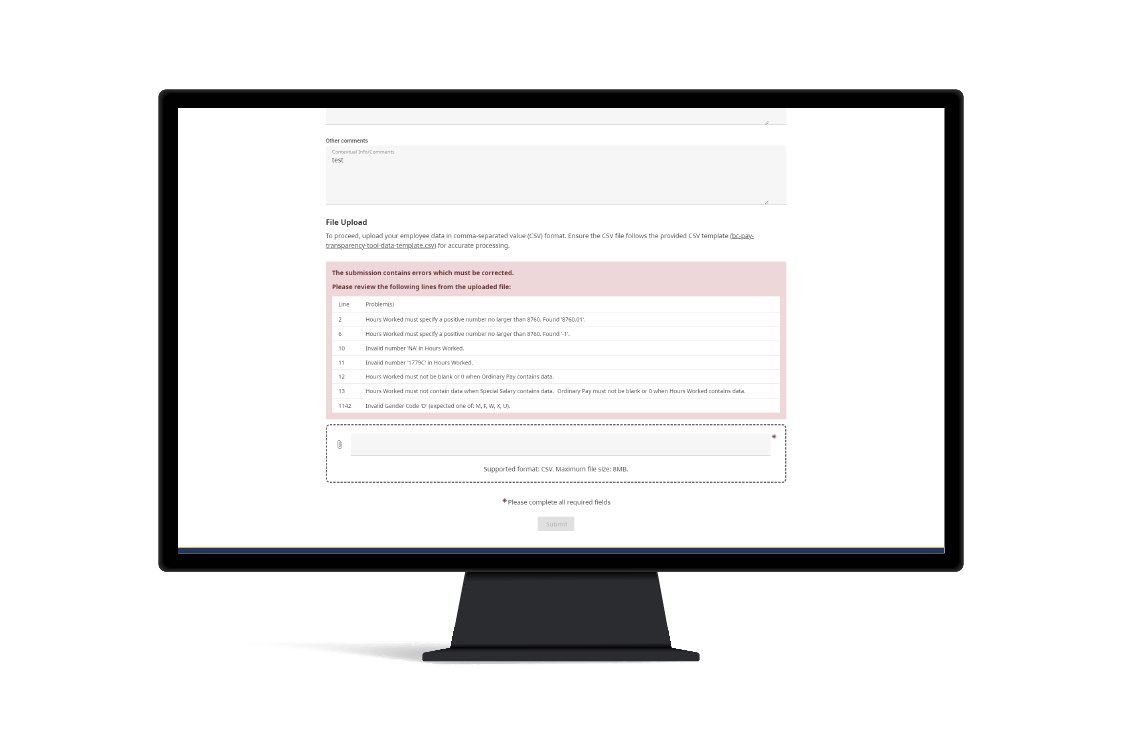 Other comments
Contextual Info/Comments
test
File Upload
To proceed, upload your employee data in comma-separated value (CSV) format. Ensure the CSV file follows the provided CSV template (bc-pay-
transparency-tool-data-template.csv) for accurate processing.
The submission contains errors which must be corrected.
Please review the following lines from the uploaded file:
Line Problem(s)
2 Hours Worked must specify a positive number no larger than 8760. Found '8760.01'.
6 Hours Worked must specify a positive number no larger than 8760. Found '-1'.
10 Invalid number 'NA' in Hours Worked.
11 Invalid number '1779C' in Hours Worked.
12 Hours Worked must not be blank or 0 when Ordinary Pay contains data.
13 Hours Worked must not contain data when Special Salary contains data. Ordinary Pay must not be blank or 0 when Hours Worked contains data.
1142 Invalid Gender Code 'D' (expected one of: M, F, W, X, U).
*
Supported format: CSV. Maximum file size: 8MB.
*Please complete all required fields
Submit